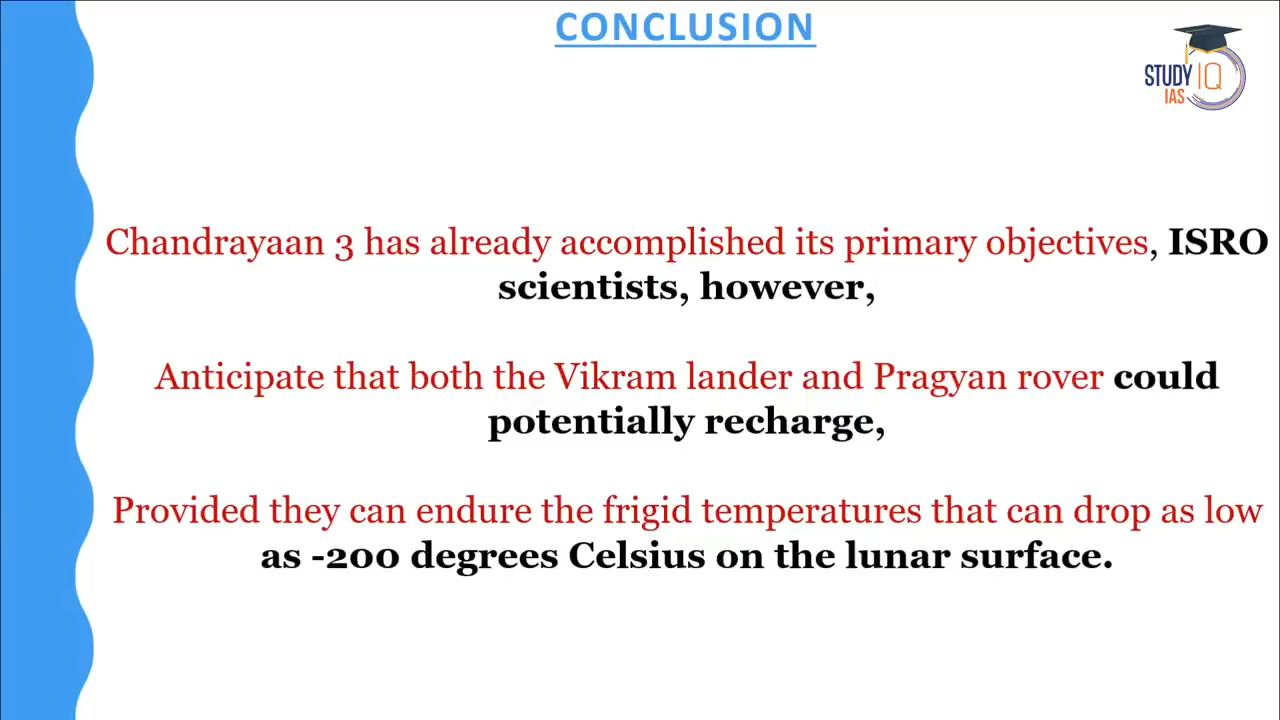 CONCLUSION
STUDY IQ
IAS
Chandrayaan 3 has already accomplished its primary objectives, ISRO
scientists, however,
Anticipate that both the Vikram lander and Pragyan rover could
potentially recharge,
Provided they can endure the frigid temperatures that can drop as low
as -200 degrees Celsius on the lunar surface.